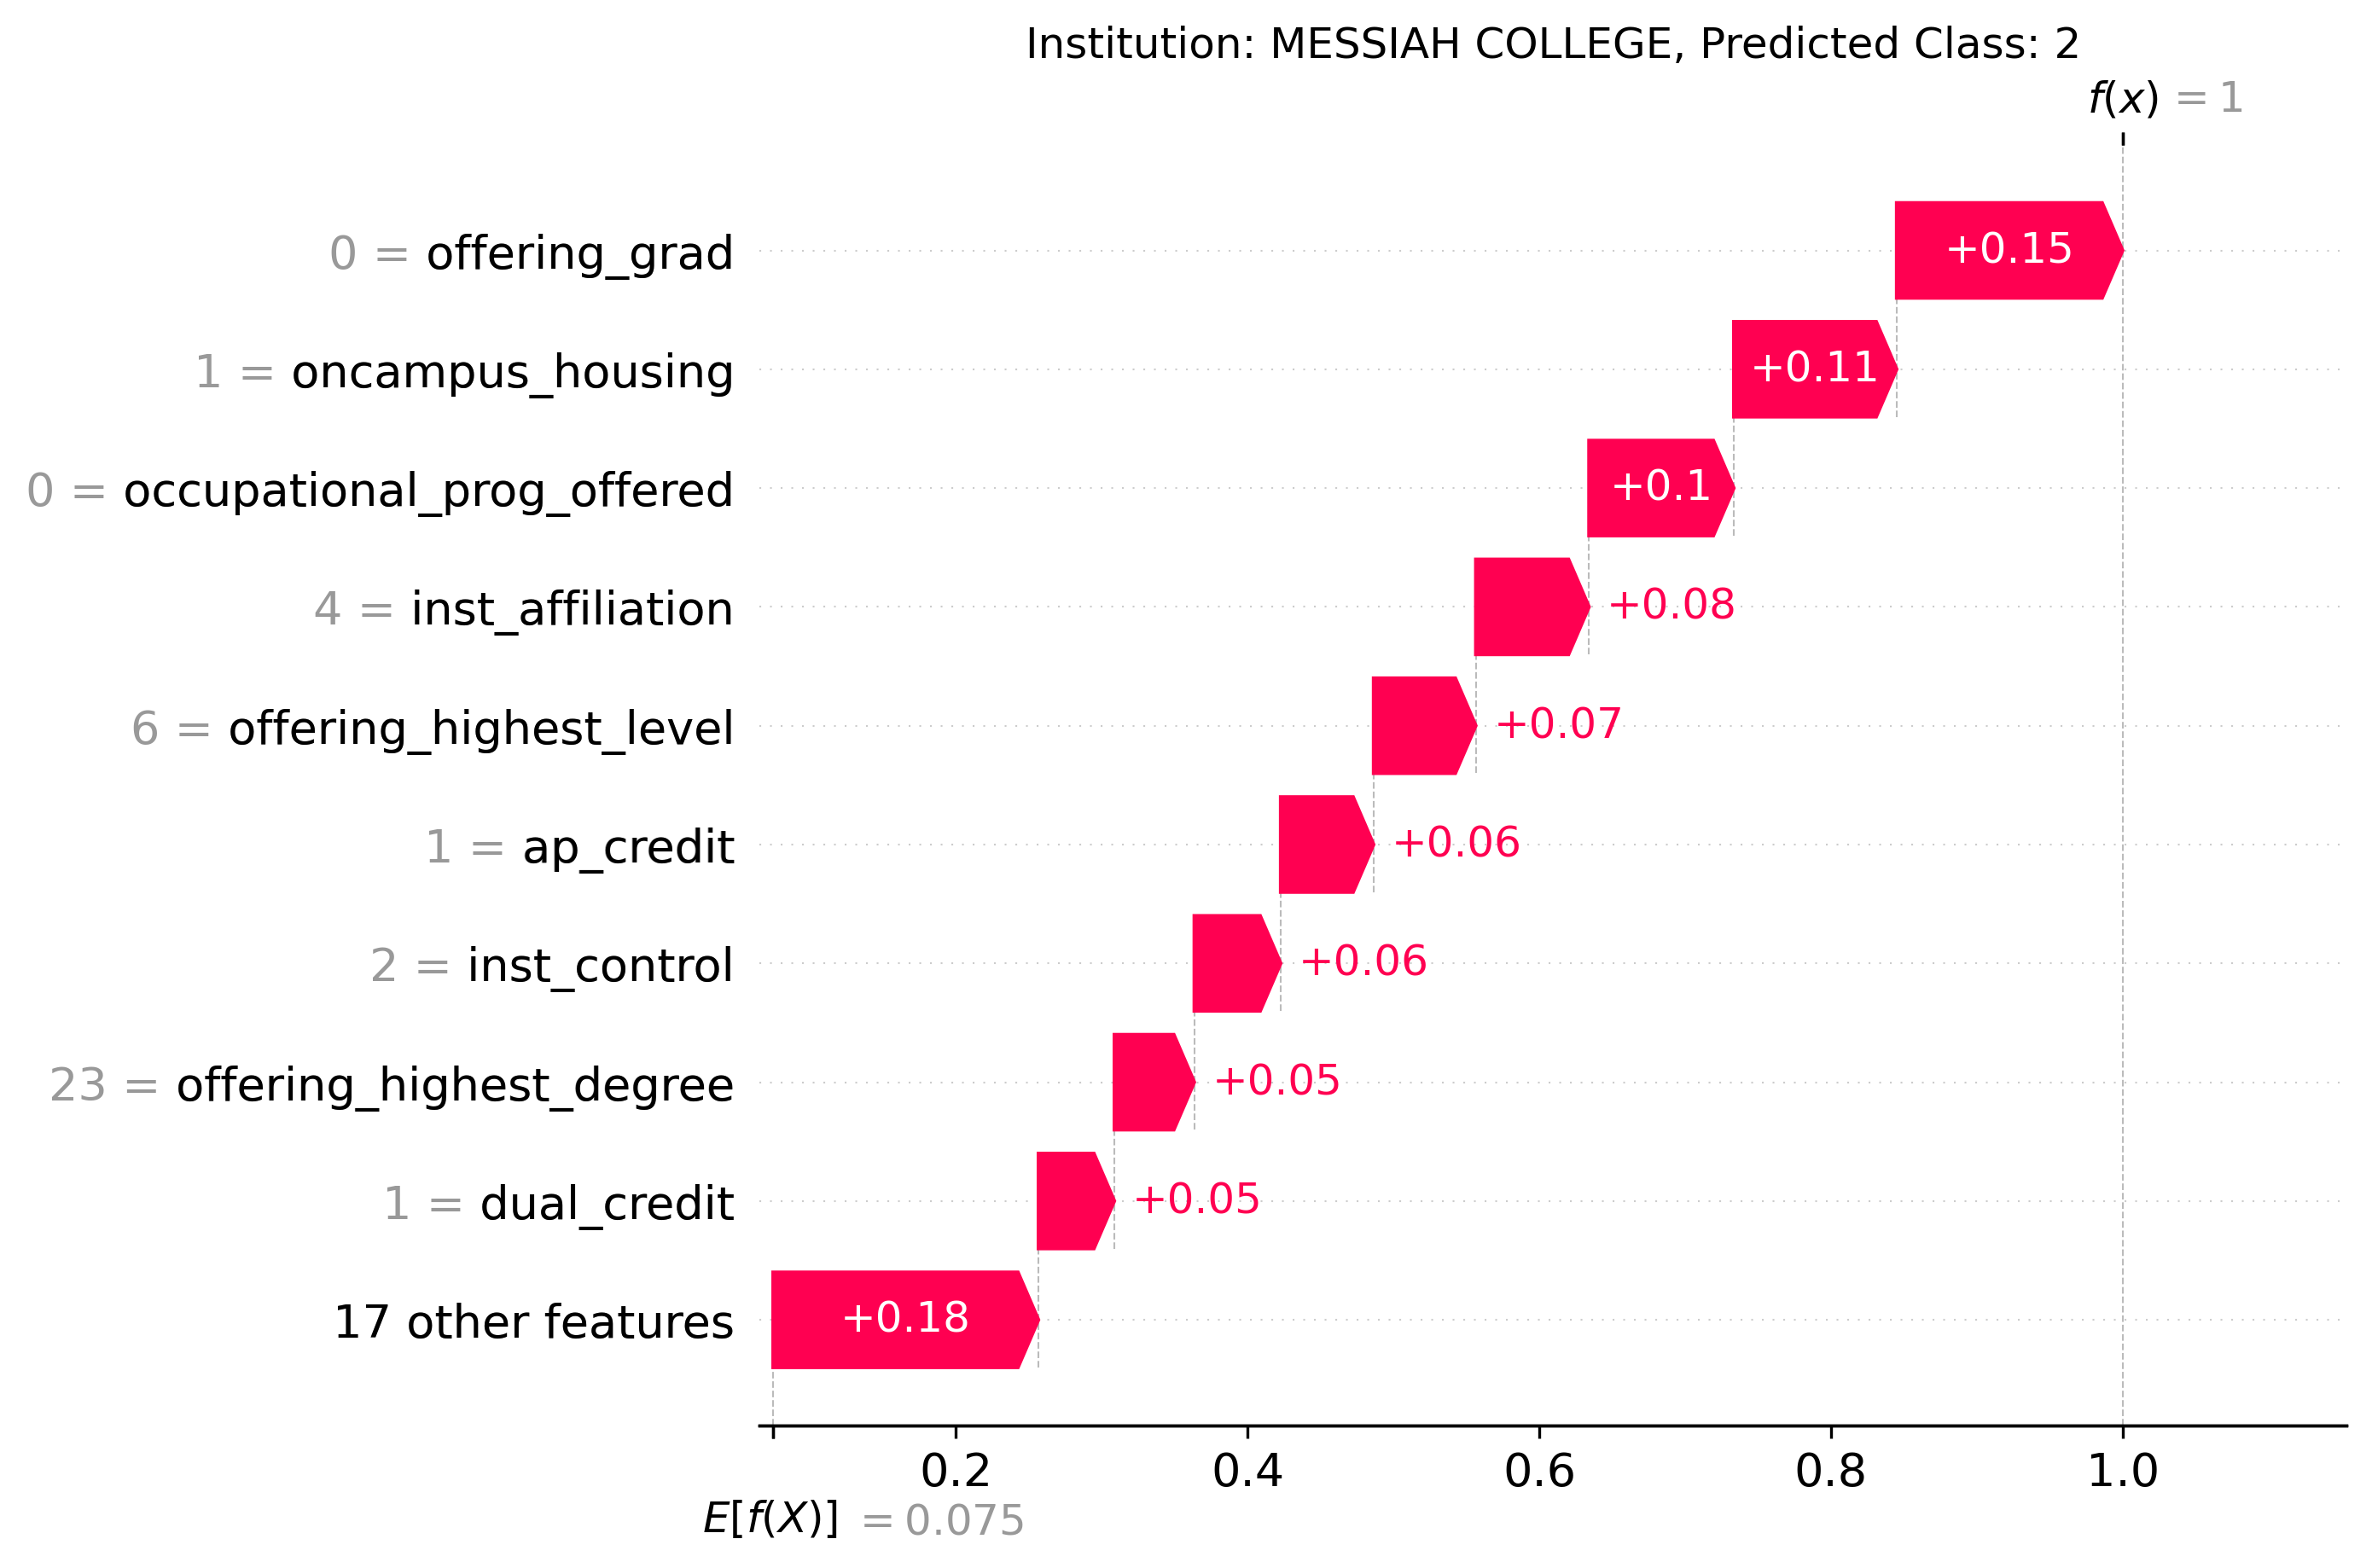 Institution: MESSIAH COLLEGE, Predicted Class: 2
f(x) = 1
0 = offering_grad +0.15
1 = oncampus_housing +0.11
0 = occupational_prog_offered +0.1
4 = inst_affiliation +0.08
6 = offering_highest_level +0.07
1 = ap_credit +0.06
2 = inst_control +0.06
23 = offering_highest_degree +0.05
1 = dual_credit +0.05
17 other features +0.18
0.2 0.4 0.6 0.8 1.0
E[f(X)] = 0.075